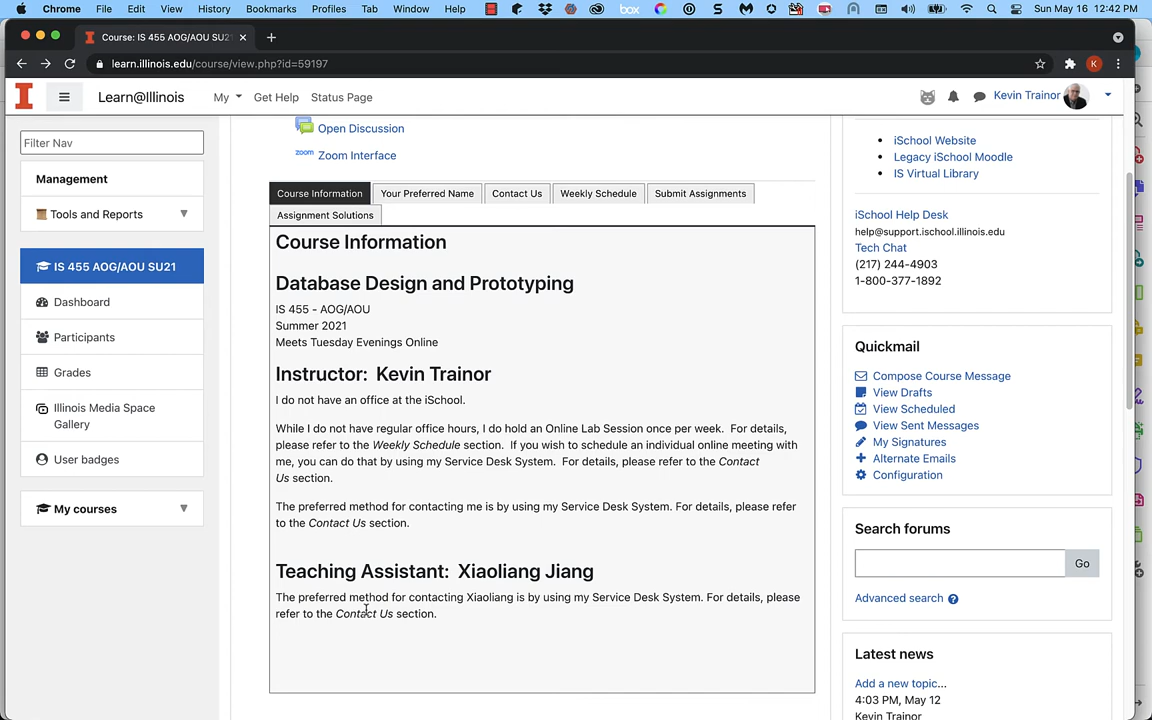 Chrome File Edit View History Bookmarks Profiles Tab Window Help box Sun May 16 12:42 PM
Course: IS 455 AOG/AOU SU21
learn.illinois.edu/course/view.php?id=59197 K
Learn@Illinois My Get Help Status Page Kevin Trainor
Filter Nav
Management
Tools and Reports
IS 455 AOG/AOU SU21
Dashboard
Participants
Grades
Illinois Media Space
Gallery
User badges
My courses
Open Discussion
zoom Zoom Interface
Course Information Your Preferred Name Contact Us Weekly Schedule Submit Assignments
Assignment Solutions
Course Information
Database Design and Prototyping
IS 455 - AOG/AOU
Summer 2021
Meets Tuesday Evenings Online
Instructor: Kevin Trainor
I do not have an office at the iSchool.
While I do not have regular office hours, I do hold an Online Lab Session once per week. For details,
please refer to the Weekly Schedule section. If you wish to schedule an individual online meeting with
me, you can do that by using my Service Desk System. For details, please refer to the Contact
Us section.
The preferred method for contacting me is by using my Service Desk System. For details, please refer
to the Contact Us section.
Teaching Assistant: Xiaoliang Jiang
The preferred method for contacting Xiaoliang is by using my Service Desk System. For details, please
refer to the Contact Us section.
iSchool Website
Legacy iSchool Moodle
IS Virtual Library
iSchool Help Desk
help@support.ischool.illinois.edu
Tech Chat
(217) 244-4903
1-800-377-1892
Quickmail
Compose Course Message
View Drafts
View Scheduled
View Sent Messages
My Signatures
Alternate Emails
Configuration
Search forums
Go
Advanced search
Latest news
Add a new topic...
4:03 PM, May 12
Kevin Trainor